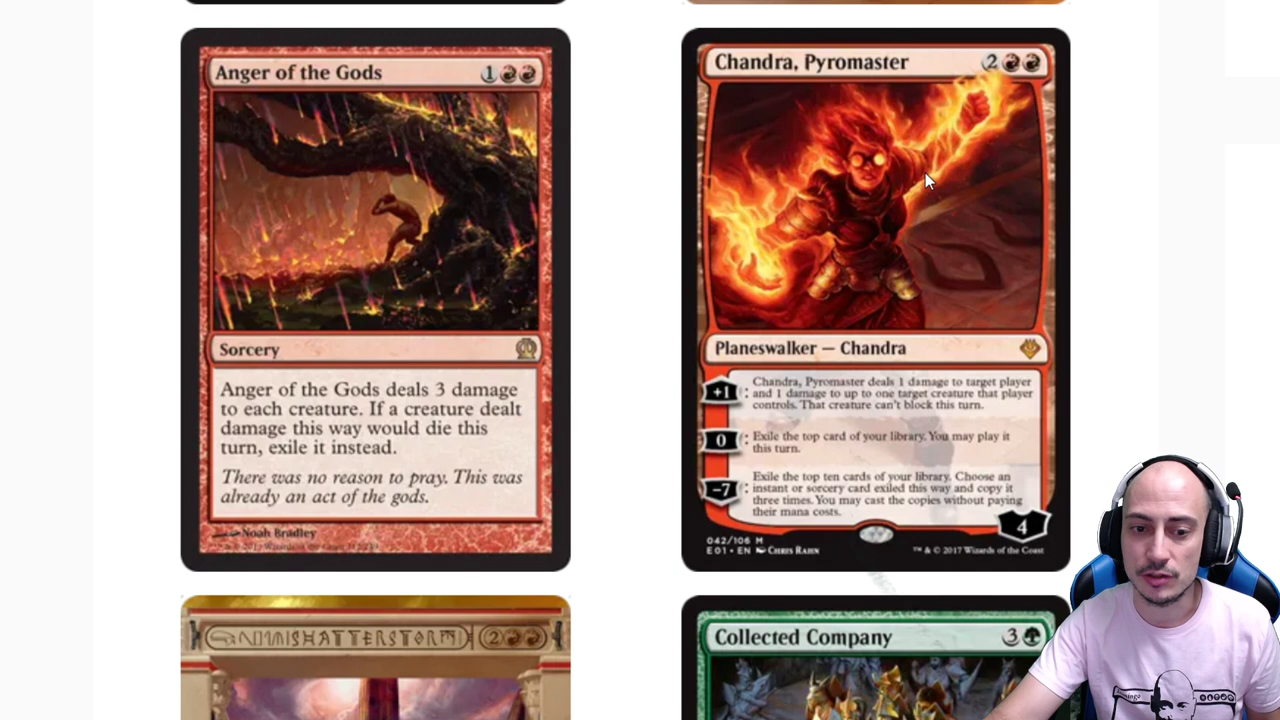 Anger of the Gods 1
Sorcery
Anger of the Gods deals 3 damage
to each creature. If a creature dealt
damage this way would die this
turn, exile it instead.
There was no reason to pray. This was
already an act of the gods.
Noah Bradley
Chandra, Pyromaster 2
Planeswalker — Chandra
+1 : Chandra, Pyromaster deals 1 damage to target player
and 1 damage to up to one target creature that player
controls. That creature can't block this turn.
0 : Exile the top card of your library. You may play it
this turn.
-7 : Exile the top ten cards of your library. Choose an
instant or sorcery card exiled this way and copy it
three times. You may cast the copies without paying
their mana costs.
4
042/106 M
E01 • EN Chris Rahn
™ & © 2017 Wizards of the Coast
SHATTERSTORM 2
Collected Company 3